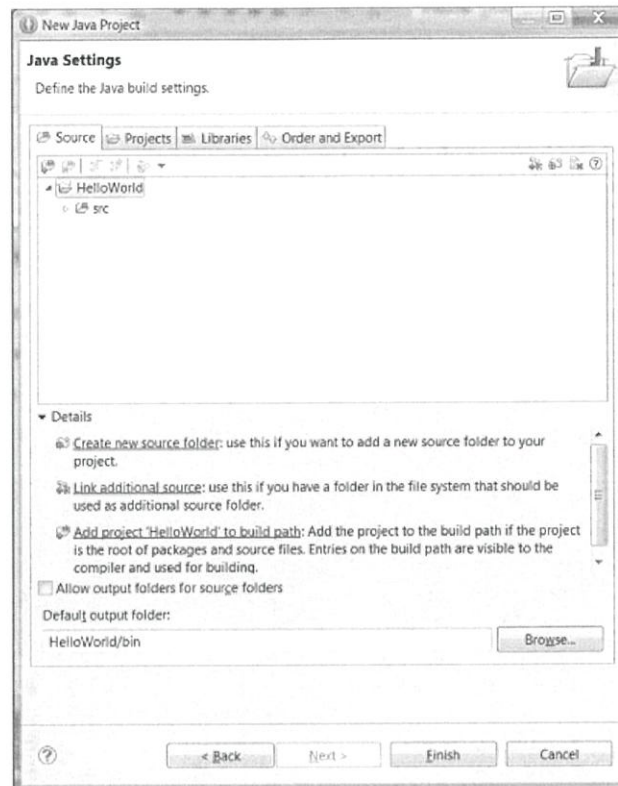 New Java Project
Java Settings
Define the Java build settings.
Source Projects Libraries Order and Export
HelloWorld
src
Details
Create new source folder: use this if you want to add a new source folder to your
project.
Link additional source: use this if you have a folder in the file system that should be
used as additional source folder.
Add project 'HelloWorld' to build path: Add the project to the build path if the project
is the root of packages and source files. Entries on the build path are visible to the
compiler and used for building.
Allow output folders for source folders
Default output folder:
HelloWorld/bin
Browse...
< Back Next > Finish Cancel